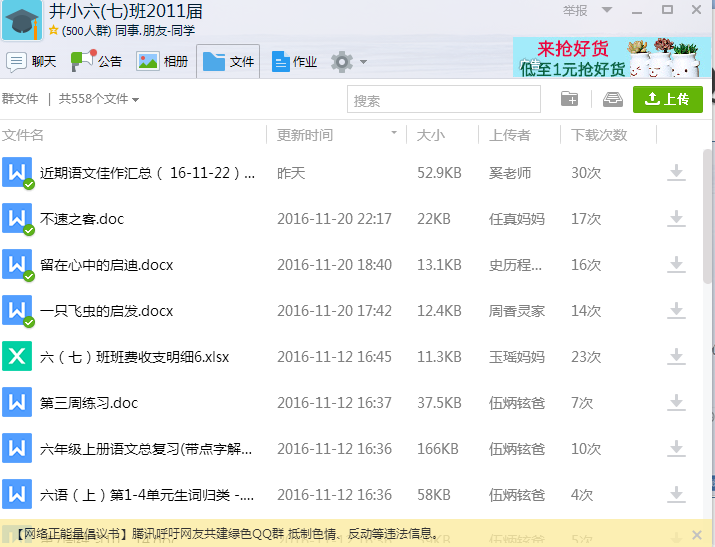 井小六(七)班2011届
举报
(500人群) 同事.朋友-同学
聊天 公告 相册 文件 作业
来抢好货
低至1元抢好货
广告
群文件 | 共558个文件
搜索
上传
文件名 更新时间 大小 上传者 下载次数
近期语文佳作汇总（ 16-11-22）... 昨天 52.9KB 奚老师 30次
不速之客.doc 2016-11-20 22:17 22KB 任真妈妈 17次
留在心中的启迪.docx 2016-11-20 18:40 13.1KB 史历程... 16次
一只飞虫的启发.docx 2016-11-20 17:42 12.4KB 周香灵家 14次
六（七）班班费收支明细6.xlsx 2016-11-12 16:45 11.3KB 玉瑶妈妈 23次
第三周练习.doc 2016-11-12 16:37 37.5KB 伍炳铉爸 7次
六年级上册语文总复习(带点字解... 2016-11-12 16:36 166KB 伍炳铉爸 10次
六语（上）第1-4单元生词归类 -.... 2016-11-12 16:36 58KB 伍炳铉爸 4次
【网络正能量倡议书】腾讯呼吁网友共建绿色QQ群 抵制色情、反动等违法信息。